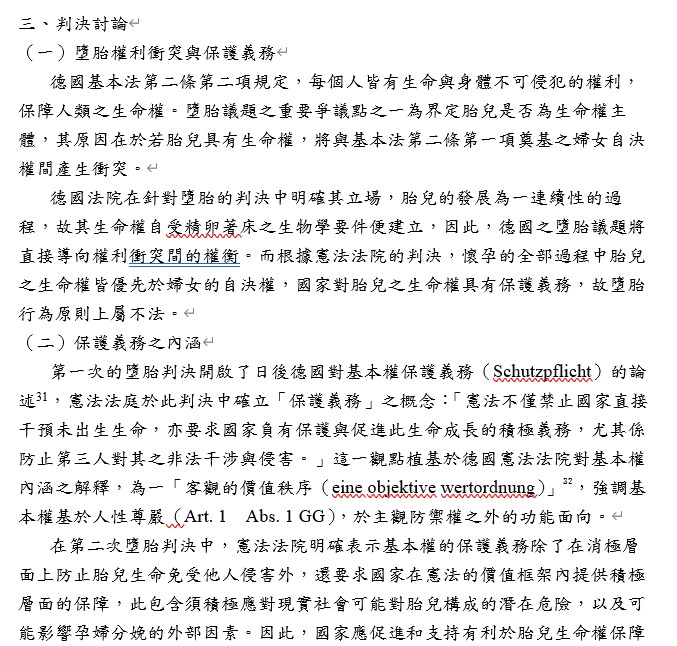 三、判決討論
（一）墮胎權利衝突與保護義務
德國基本法第二條第二項規定，每個人皆有生命與身體不可侵犯的權利，
保障人類之生命權。墮胎議題之重要爭議點之一為界定胎兒是否為生命權主
體，其原因在於若胎兒具有生命權，將與基本法第二條第一項奠基之婦女自決
權間產生衝突。
德國法院在針對墮胎的判決中明確其立場，胎兒的發展為一連續性的過
程，故其生命權自受精卵著床之生物學要件便建立，因此，德國之墮胎議題將
直接導向權利衝突間的權衡。而根據憲法法院的判決，懷孕的全部過程中胎兒
之生命權皆優先於婦女的自決權，國家對胎兒之生命權具有保護義務，故墮胎
行為原則上屬不法。
（二）保護義務之內涵
第一次的墮胎判決開啟了日後德國對基本權保護義務（Schutzpflicht）的論
述31，憲法法庭於此判決中確立「保護義務」之概念：「憲法不僅禁止國家直接
干預未出生生命，亦要求國家負有保護與促進此生命成長的積極義務，尤其係
防止第三人對其之非法干涉與侵害。」這一觀點植基於德國憲法法院對基本權
內涵之解釋，為一「客觀的價值秩序（eine objektive wertordnung）」32，強調基
本權基於人性尊嚴（Art. 1　Abs. 1 GG），於主觀防禦權之外的功能面向。
在第二次墮胎判決中，憲法法院明確表示基本權的保護義務除了在消極層
面上防止胎兒生命免受他人侵害外，還要求國家在憲法的價值框架內提供積極
層面的保障，此包含須積極應對現實社會可能對胎兒構成的潛在危險，以及可
能影響孕婦分娩的外部因素。因此，國家應促進和支持有利於胎兒生命權保障